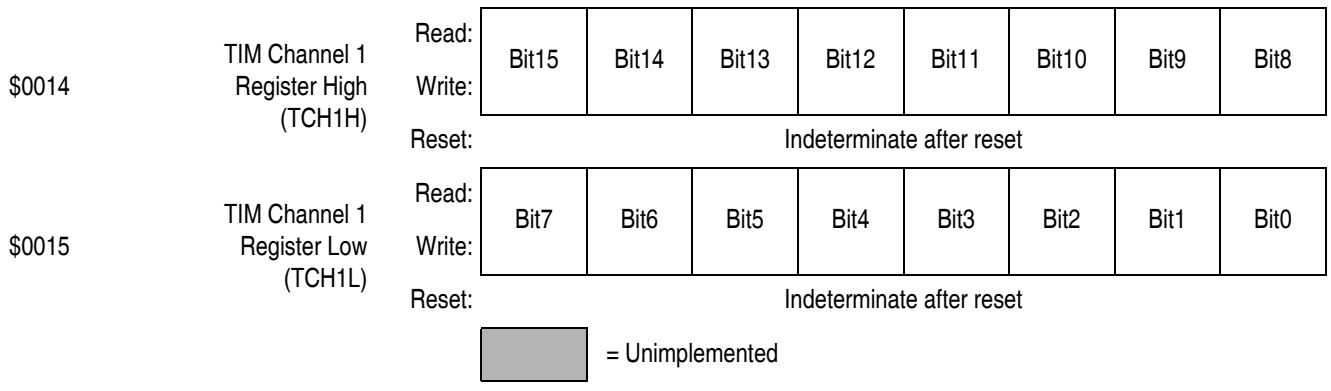 $0014
TIM Channel 1
Register High
(TCH1H)
Read:
Write:
Bit15 Bit14 Bit13 Bit12 Bit11 Bit10 Bit9 Bit8
Reset: Indeterminate after reset
$0015
TIM Channel 1
Register Low
(TCH1L)
Read:
Write:
Bit7 Bit6 Bit5 Bit4 Bit3 Bit2 Bit1 Bit0
Reset: Indeterminate after reset
= Unimplemented